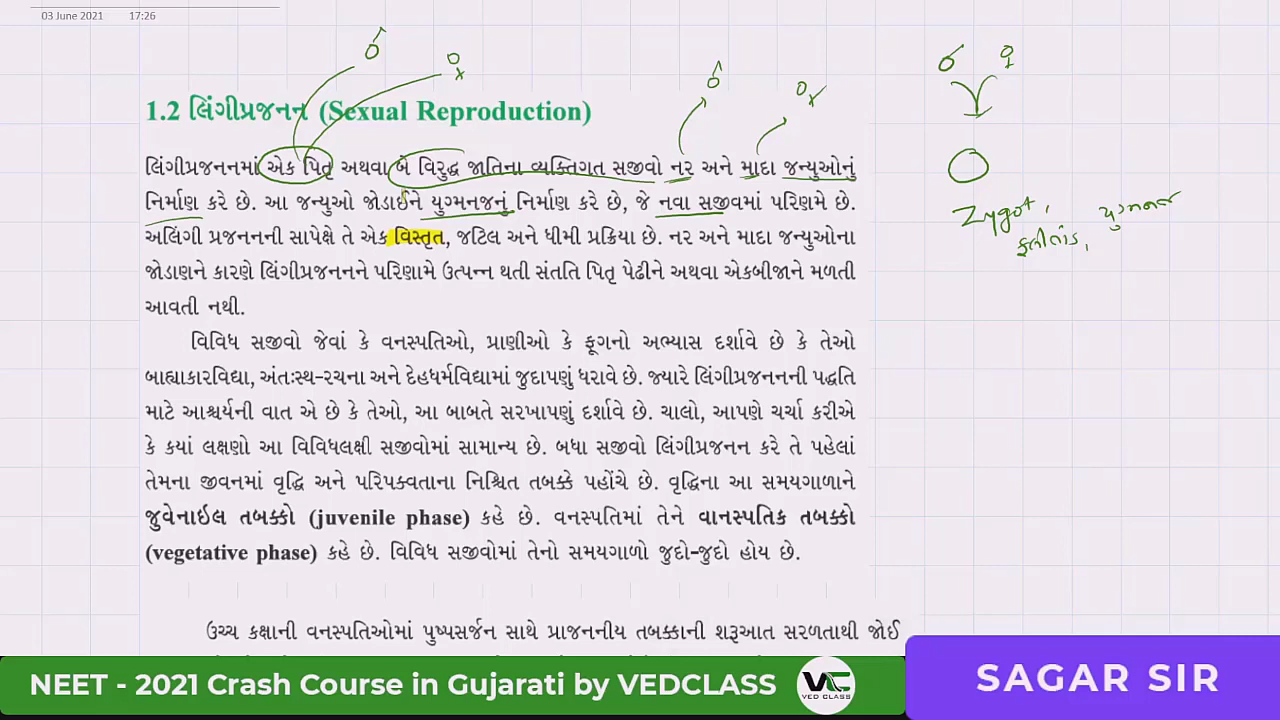 03 June 2021 17:26
1.2 લિંગીપ્રજનન (Sexual Reproduction)
લિંગીપ્રજનનમાં એક પિતૃ અથવા બે વિરુદ્ધ જાતિના વ્યક્તિગત સજીવો નર અને માદા જન્યુઓનું
નિર્માણ કરે છે. આ જન્યુઓ જોડાઈને યુગ્મનજનું નિર્માણ કરે છે, જે નવા સજીવમાં પરિણમે છે.
અલિંગી પ્રજનનની સાપેક્ષે તે એક વિસ્તૃત, જટિલ અને ધીમી પ્રક્રિયા છે. નર અને માદા જન્યુઓના
જોડાણને કારણે લિંગીપ્રજનનને પરિણામે ઉત્પન્ન થતી સંતતિ પિતૃ પેઢીને અથવા એકબીજાને મળતી
આવતી નથી.
વિવિધ સજીવો જેવાં કે વનસ્પતિઓ, પ્રાણીઓ કે ફૂગનો અભ્યાસ દર્શાવે છે કે તેઓ
બાહ્યાકારવિદ્યા, અંતઃસ્થ-રચના અને દેહધર્મવિદ્યામાં જુદાપણું ધરાવે છે. જ્યારે લિંગીપ્રજનનની પદ્ધતિ
માટે આશ્ચર્યની વાત એ છે કે તેઓ, આ બાબતે સરખાપણું દર્શાવે છે. ચાલો, આપણે ચર્ચા કરીએ
કે કયાં લક્ષણો આ વિવિધલક્ષી સજીવોમાં સામાન્ય છે. બધા સજીવો લિંગીપ્રજનન કરે તે પહેલાં
તેમના જીવનમાં વૃદ્ધિ અને પરિપક્વતાના નિશ્ચિત તબક્કે પહોંચે છે. વૃદ્ધિના આ સમયગાળાને
જુવેનાઇલ તબક્કો (juvenile phase) કહે છે. વનસ્પતિમાં તેને વાનસ્પતિક તબક્કો
(vegetative phase) કહે છે. વિવિધ સજીવોમાં તેનો સમયગાળો જુદો-જુદો હોય છે.
ઉચ્ચ કક્ષાની વનસ્પતિઓમાં પુષ્પસર્જન સાથે પ્રાજનનીય તબક્કાની શરૂઆત સરળતાથી જોઈ
♂ ♀
♂ ♀
♂ ♀
Zygot, યુગ્મનજ
ફલીતાંડ,
NEET - 2021 Crash Course in Gujarati by VEDCLASS
VC
VED CLASS
SAGAR SIR